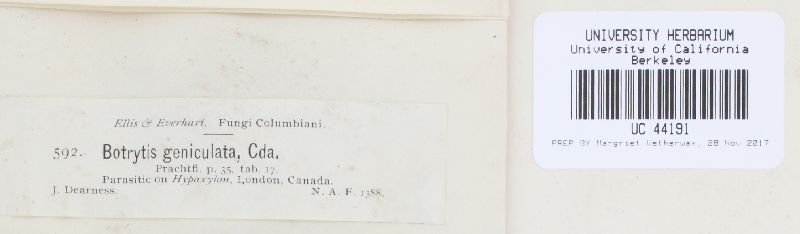 Ellis & Everhart. Fungi Columbiani.
592. Botrytis geniculata, Cda.
Prachtfl. p. 35, tab. 17.
Parasitic on Hypoxylon, London, Canada.
J. Dearness. N. A. F. 1388.
UNIVERSITY HERBARIUM
University of California
Berkeley
UC 44191
PREP BY Margriet Wetherwax, 28 Nov 2017